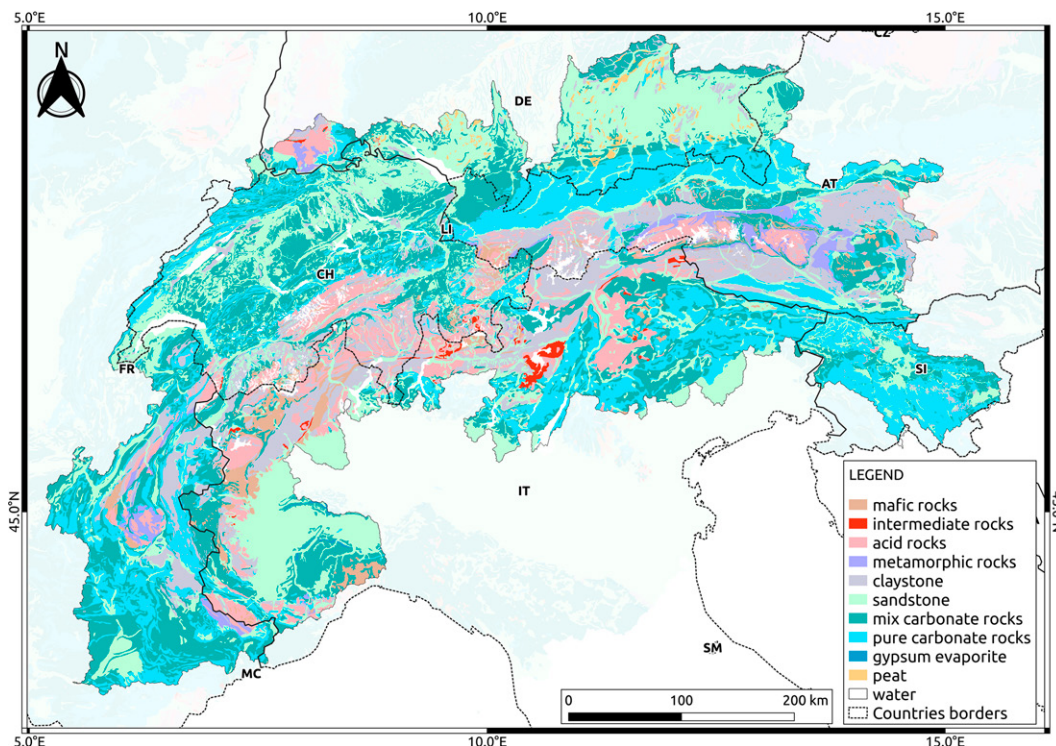 5.0°E 10.0°E 15.0°E
N
CZ
DE
AT
LI
CH
FR
SI
IT
45.0°N
MC
SM
LEGEND
mafic rocks
intermediate rocks
acid rocks
metamorphic rocks
claystone
sandstone
mix carbonate rocks
pure carbonate rocks
gypsum evaporite
peat
water
Countries borders
0 100 200 km
5.0°E 10.0°E 15.0°E